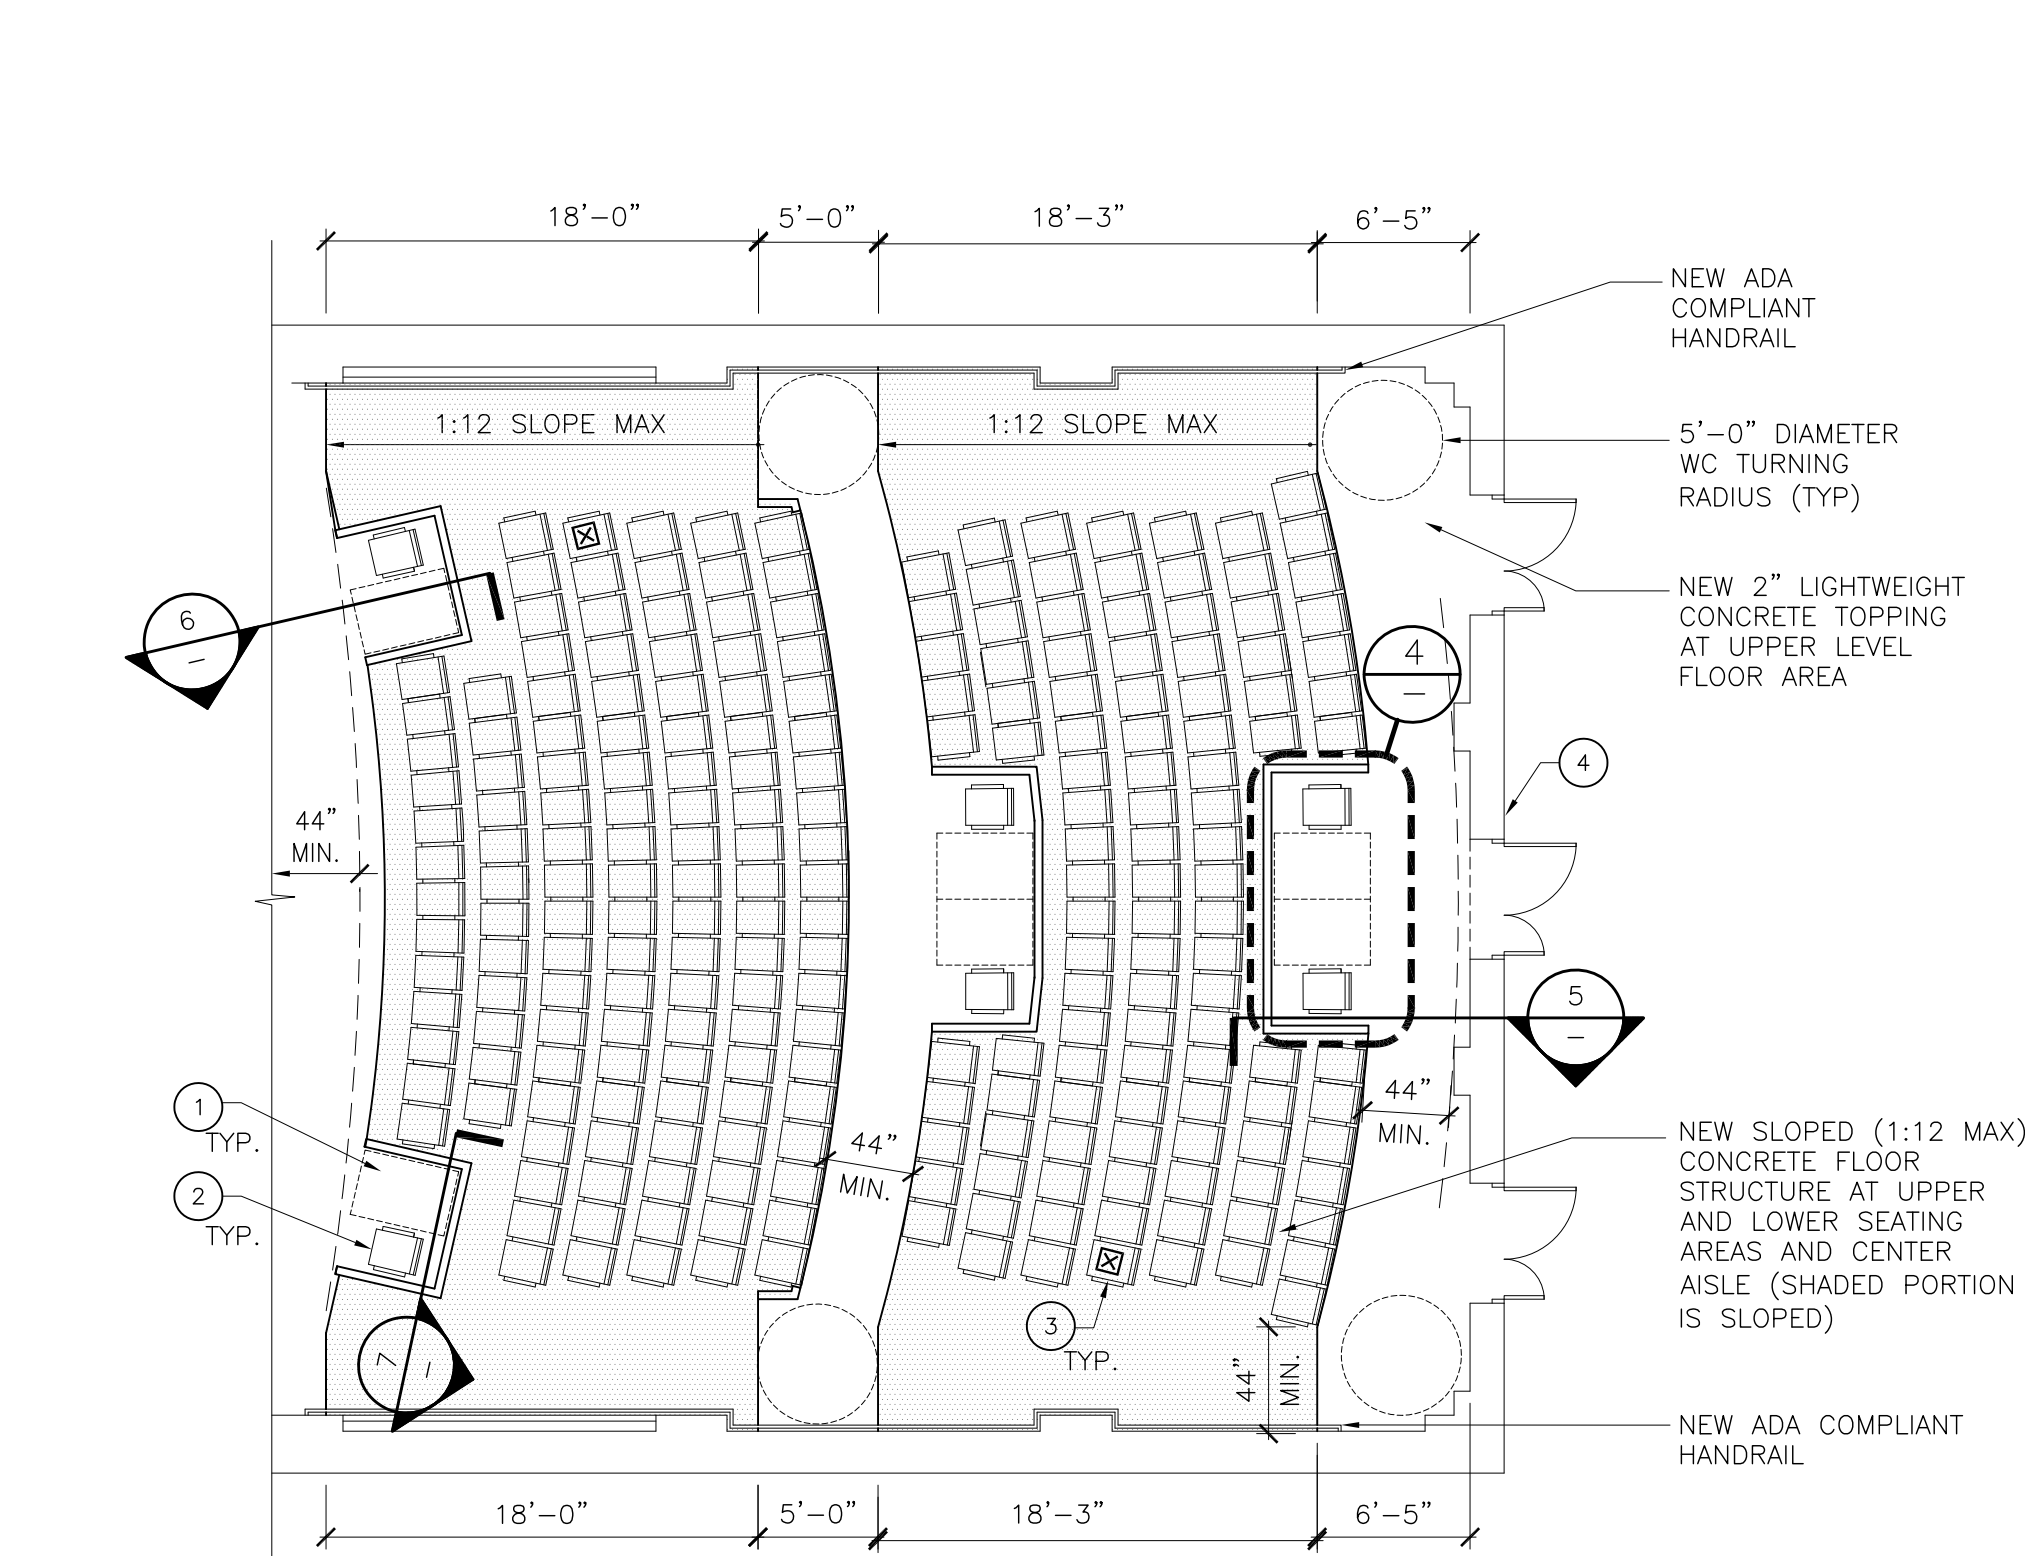 18'-0" 5'-0" 18'-3" 6'-5"
NEW ADA
COMPLIANT
HANDRAIL
1:12 SLOPE MAX 1:12 SLOPE MAX
5'-0" DIAMETER
WC TURNING
RADIUS (TYP)
NEW 2" LIGHTWEIGHT
CONCRETE TOPPING
AT UPPER LEVEL
FLOOR AREA
6
-
4
-
4
44"
MIN.
5
-
1
TYP.
2
TYP.
44"
MIN.
44"
MIN.
NEW SLOPED (1:12 MAX)
CONCRETE FLOOR
STRUCTURE AT UPPER
AND LOWER SEATING
AREAS AND CENTER
AISLE (SHADED PORTION
IS SLOPED)
3
TYP.
7
-
44"
MIN.
NEW ADA COMPLIANT
HANDRAIL
18'-0" 5'-0" 18'-3" 6'-5"